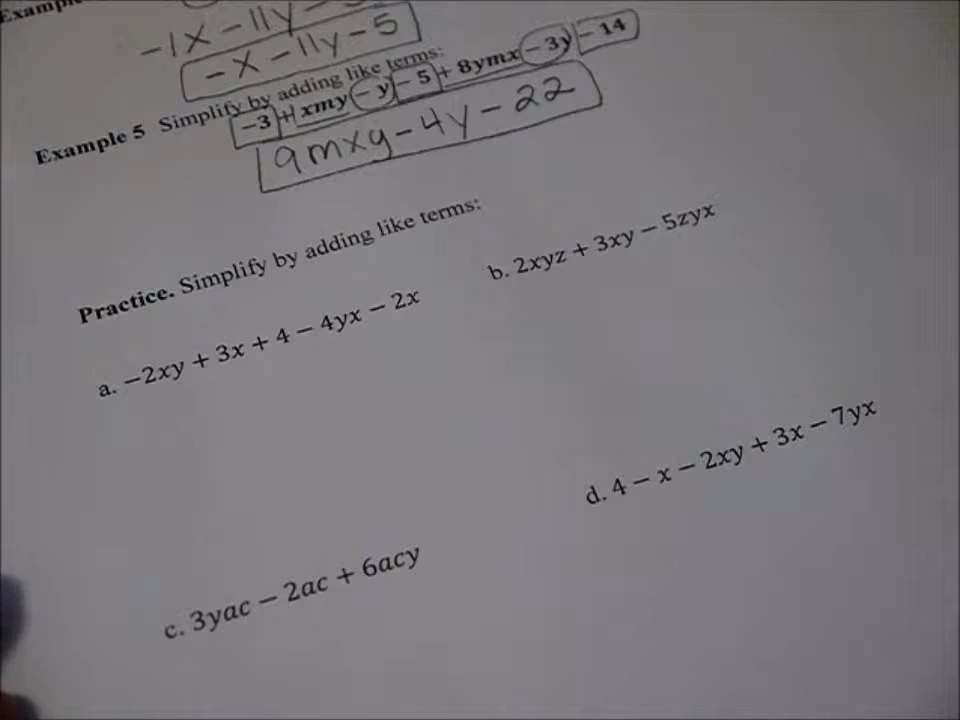 −1x − 11y −
−x − 11y − 5
Example 5 Simplify by adding like terms:
−3 + xmy − y − 5 + 8ymx − 3y − 14
9mxy − 4y − 22
Practice. Simplify by adding like terms:
a. −2xy + 3x + 4 − 4yx − 2x
b. 2xyz + 3xy − 5zyx
c. 3yac − 2ac + 6acy
d. 4 − x − 2xy + 3x − 7yx